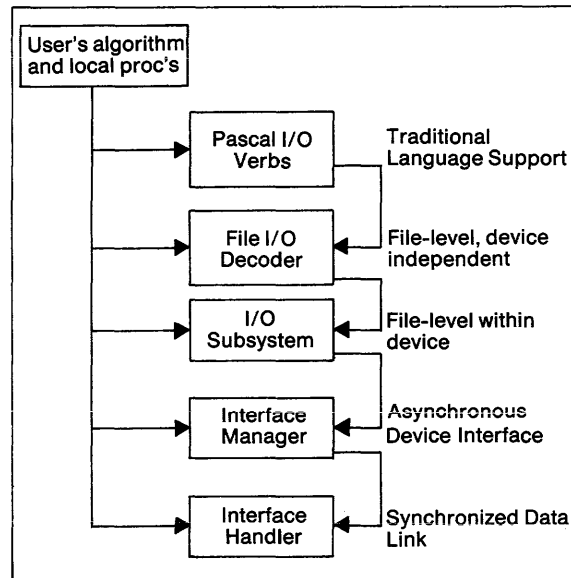 User's algorithm
and local proc's
Pascal I/O
Verbs
Traditional
Language Support
File I/O
Decoder
File-level, device
independent
I/O
Subsystem
File-level within
device
Interface
Manager
Asynchronous
Device Interface
Interface
Handler
Synchronized Data
Link